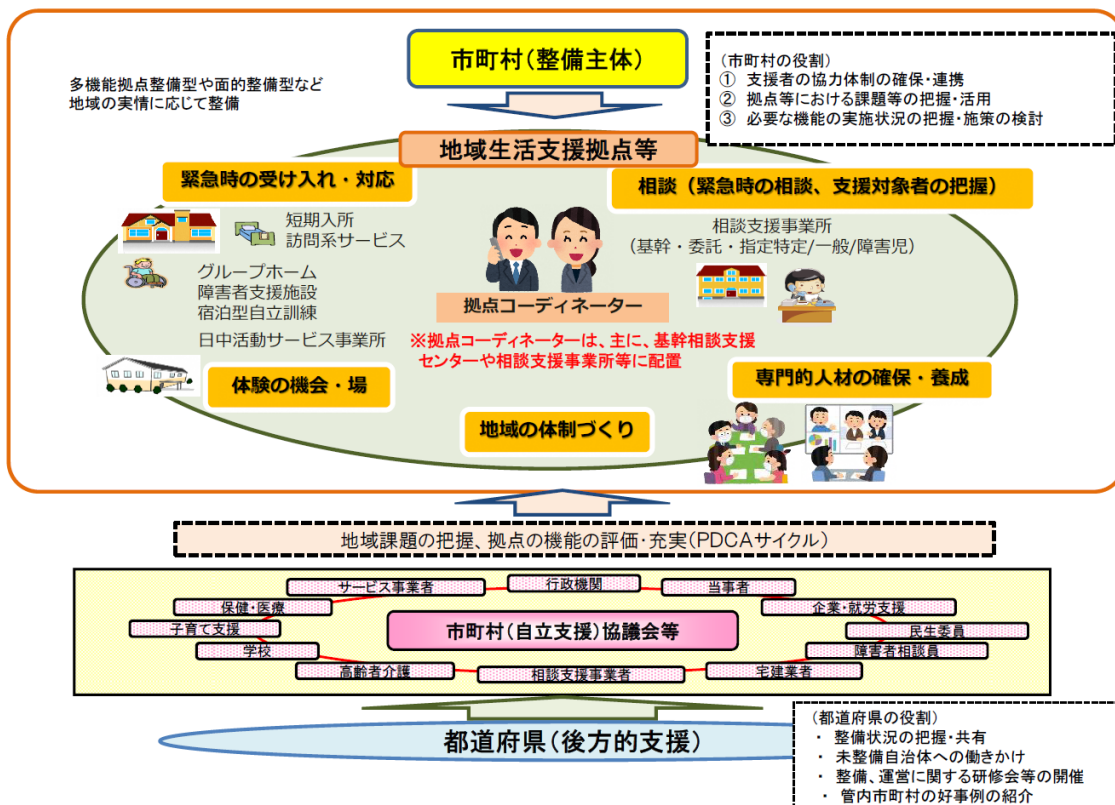 市町村(整備主体)
多機能拠点整備型や面的整備型など
地域の実情に応じて整備
(市町村の役割)
① 支援者の協力体制の確保・連携
② 拠点等における課題等の把握・活用
③ 必要な機能の実施状況の把握・施策の検討
地域生活支援拠点等
緊急時の受け入れ・対応
短期入所
訪問系サービス
グループホーム
障害者支援施設
宿泊型自立訓練
日中活動サービス事業所
相談(緊急時の相談、支援対象者の把握)
相談支援事業所
(基幹・委託・指定特定/一般/障害児)
拠点コーディネーター
※拠点コーディネーターは、主に、基幹相談支援
センターや相談支援事業所等に配置
体験の機会・場
専門的人材の確保・養成
地域の体制づくり
地域課題の把握、拠点の機能の評価・充実(PDCAサイクル)
サービス事業者
行政機関
当事者
保健・医療
企業・就労支援
子育て支援
市町村(自立支援)協議会等
民生委員
学校
障害者相談員
高齢者介護
相談支援事業者
宅建業者
都道府県(後方的支援)
(都道府県の役割)
・ 整備状況の把握・共有
・ 未整備自治体への働きかけ
・ 整備、運営に関する研修会等の開催
・ 管内市町村の好事例の紹介